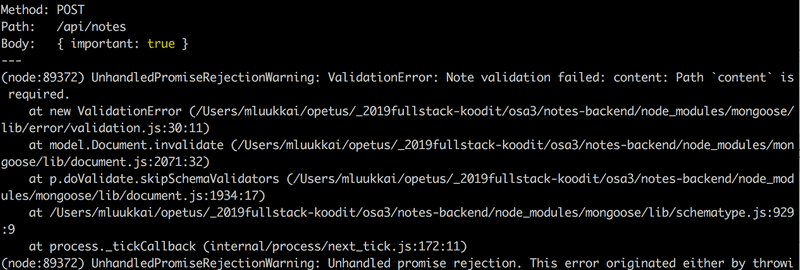 Method: POST
Path:   /api/notes
Body:   { important: true }
---
(node:89372) UnhandledPromiseRejectionWarning: ValidationError: Note validation failed: content: Path `content` is
 required.
    at new ValidationError (/Users/mluukkai/opetus/_2019fullstack-koodit/osa3/notes-backend/node_modules/mongoose/
lib/error/validation.js:30:11)
    at model.Document.invalidate (/Users/mluukkai/opetus/_2019fullstack-koodit/osa3/notes-backend/node_modules/mon
goose/lib/document.js:2071:32)
    at p.doValidate.skipSchemaValidators (/Users/mluukkai/opetus/_2019fullstack-koodit/osa3/notes-backend/node_mod
ules/mongoose/lib/document.js:1934:17)
    at /Users/mluukkai/opetus/_2019fullstack-koodit/osa3/notes-backend/node_modules/mongoose/lib/schematype.js:929
:9
    at process._tickCallback (internal/process/next_tick.js:172:11)
(node:89372) UnhandledPromiseRejectionWarning: Unhandled promise rejection. This error originated either by throwi